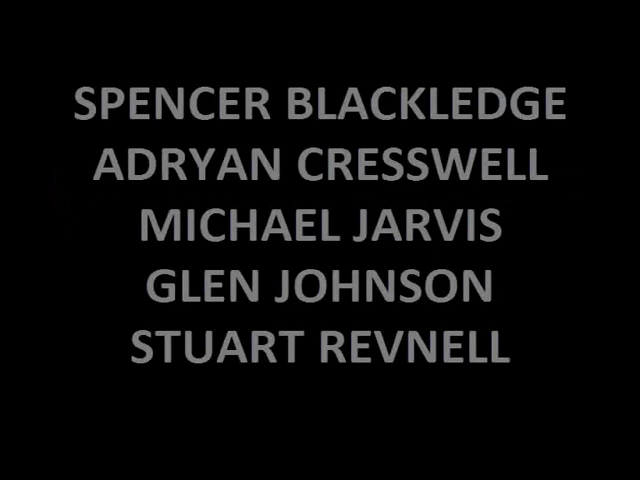 SPENCER BLACKLEDGE
ADRYAN CRESSWELL
MICHAEL JARVIS
GLEN JOHNSON
STUART REVNELL